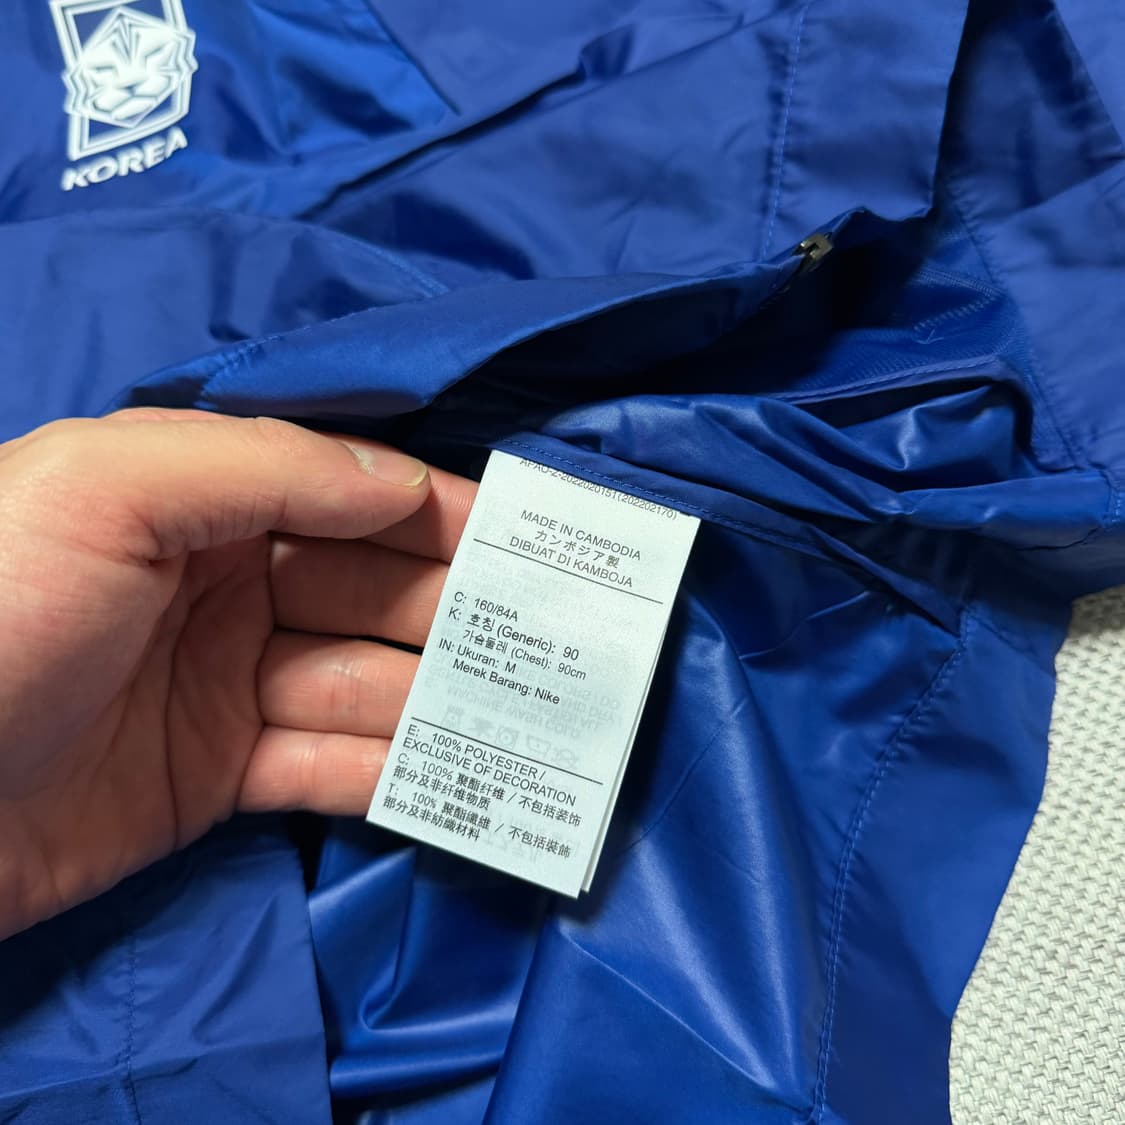 KOREA
APAO-Z-2022020151(202202170)
MADE IN CAMBODIA
カンボジア製
DIBUAT DI KAMBOJA
C: 160/84A
K: 호칭 (Generic): 90
가슴둘레 (Chest): 90cm
IN: Ukuran: M
Merek Barang: Nike
E: 100% POLYESTER /
EXCLUSIVE OF DECORATION
C: 100% 聚酯纤维 / 不包括装饰
部分及非纤维物质
T: 100% 聚酯纖維 / 不包括裝飾
部分及非紡織材料